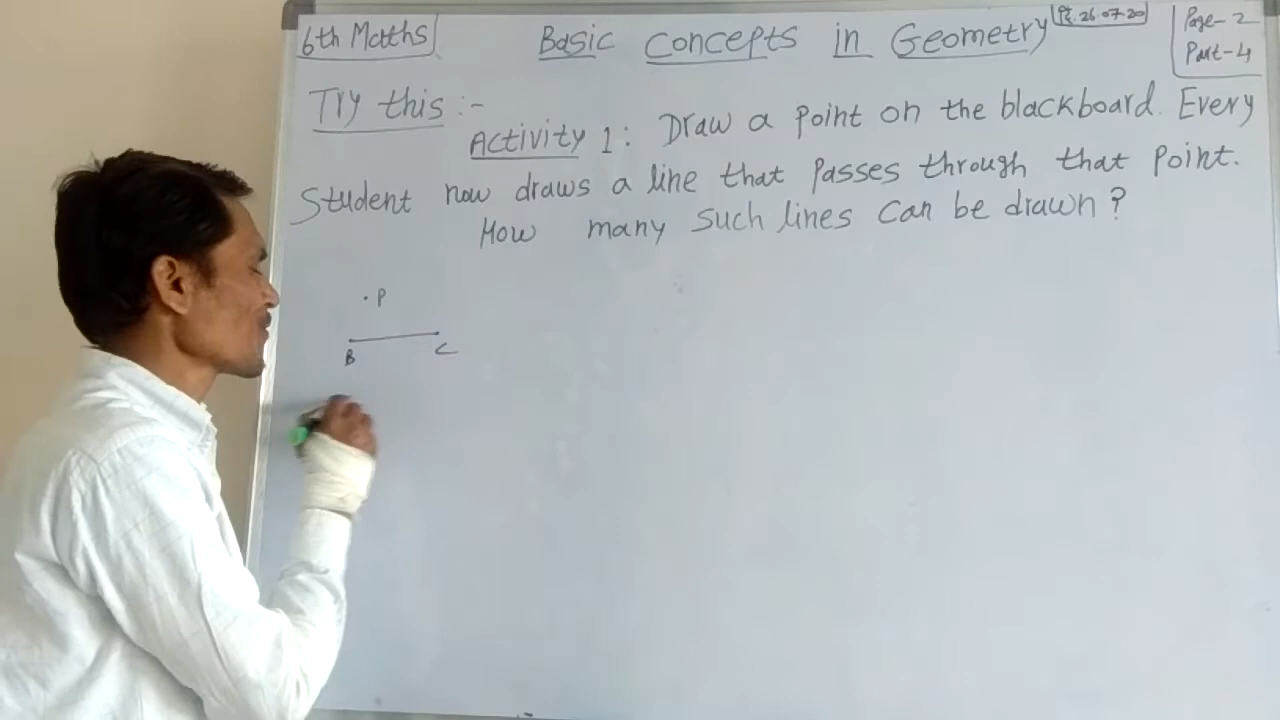 6th Maths
Basic Concepts in Geometry
दि. 26.07.20
Page-2
Part-4
Try this :-
Activity 1: Draw a point on the blackboard. Every
Student now draws a line that passes through that point.
How many such lines can be drawn?
P
B C